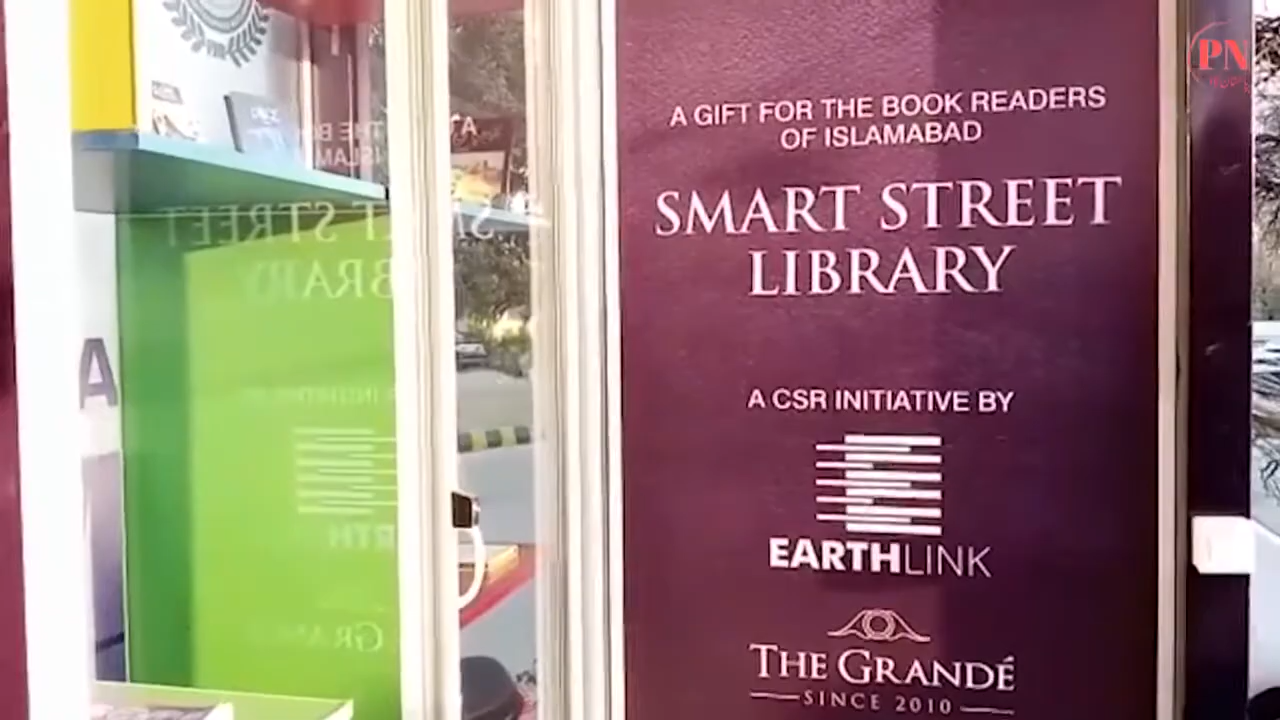 PN
A GIFT FOR THE BOOK READERS
OF ISLAMABAD
SMART STREET
LIBRARY
A CSR INITIATIVE BY
EARTHLINK
THE GRANDÉ
SINCE 2010
A